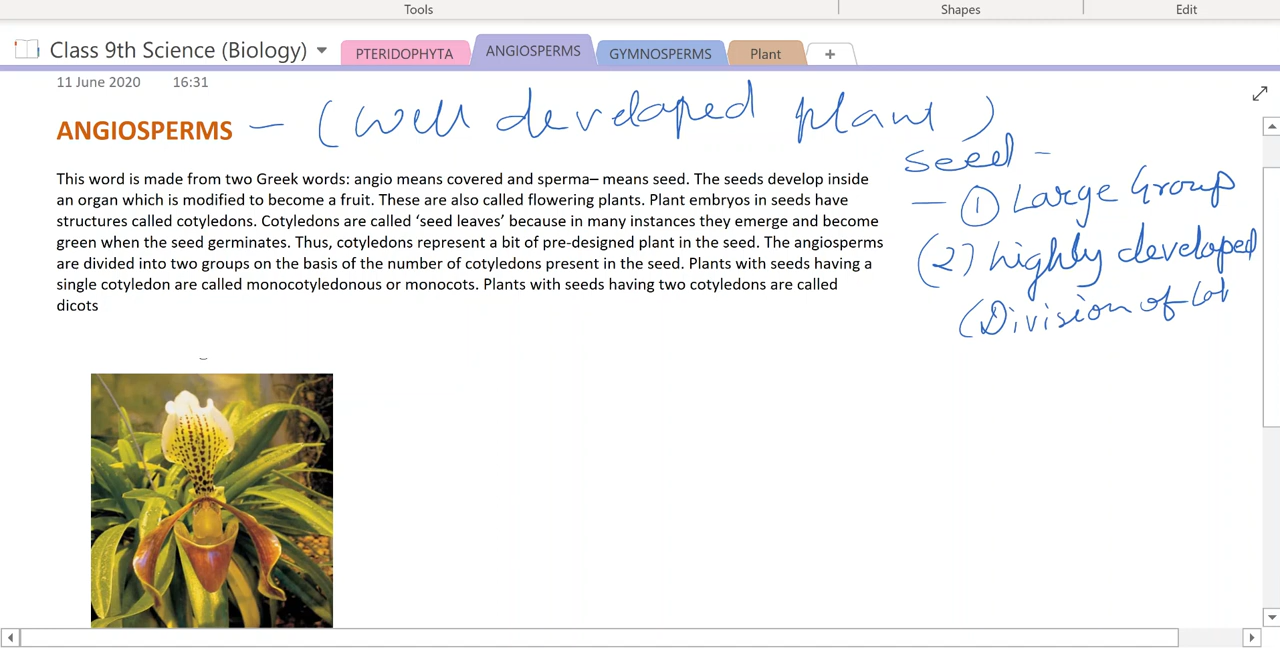 Tools Shapes Edit
Class 9th Science (Biology) PTERIDOPHYTA ANGIOSPERMS GYMNOSPERMS Plant +
11 June 2020 16:31
ANGIOSPERMS – (well developed plant)
seed -
This word is made from two Greek words: angio means covered and sperma– means seed. The seeds develop inside
an organ which is modified to become a fruit. These are also called flowering plants. Plant embryos in seeds have
structures called cotyledons. Cotyledons are called ‘seed leaves’ because in many instances they emerge and become
green when the seed germinates. Thus, cotyledons represent a bit of pre-designed plant in the seed. The angiosperms
are divided into two groups on the basis of the number of cotyledons present in the seed. Plants with seeds having a
single cotyledon are called monocotyledonous or monocots. Plants with seeds having two cotyledons are called
dicots
– ① Large Group
(2) highly developed
(Division of